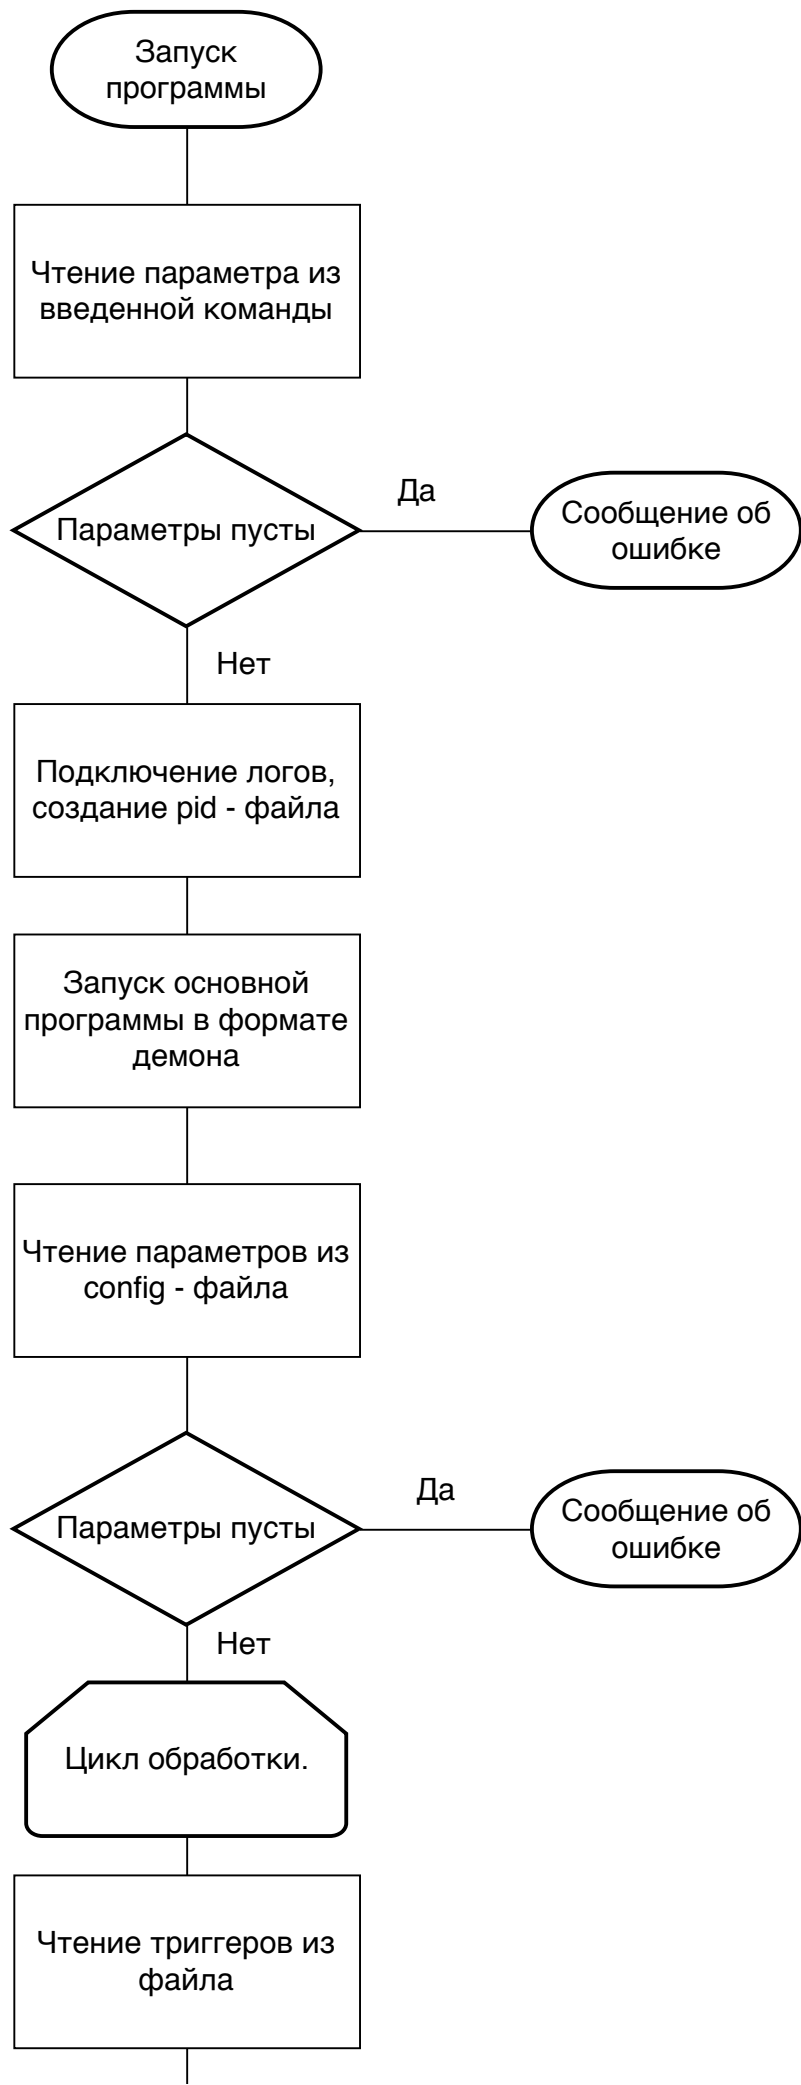 Запуск
программы
Чтение параметра из
введенной команды
Параметры пусты
Да
Сообщение об
ошибке
Нет
Подключение логов,
создание pid - файла
Запуск основной
программы в формате
демона
Чтение параметров из
config - файла
Параметры пусты
Да
Сообщение об
ошибке
Нет
Цикл обработки.
Чтение триггеров из
файла